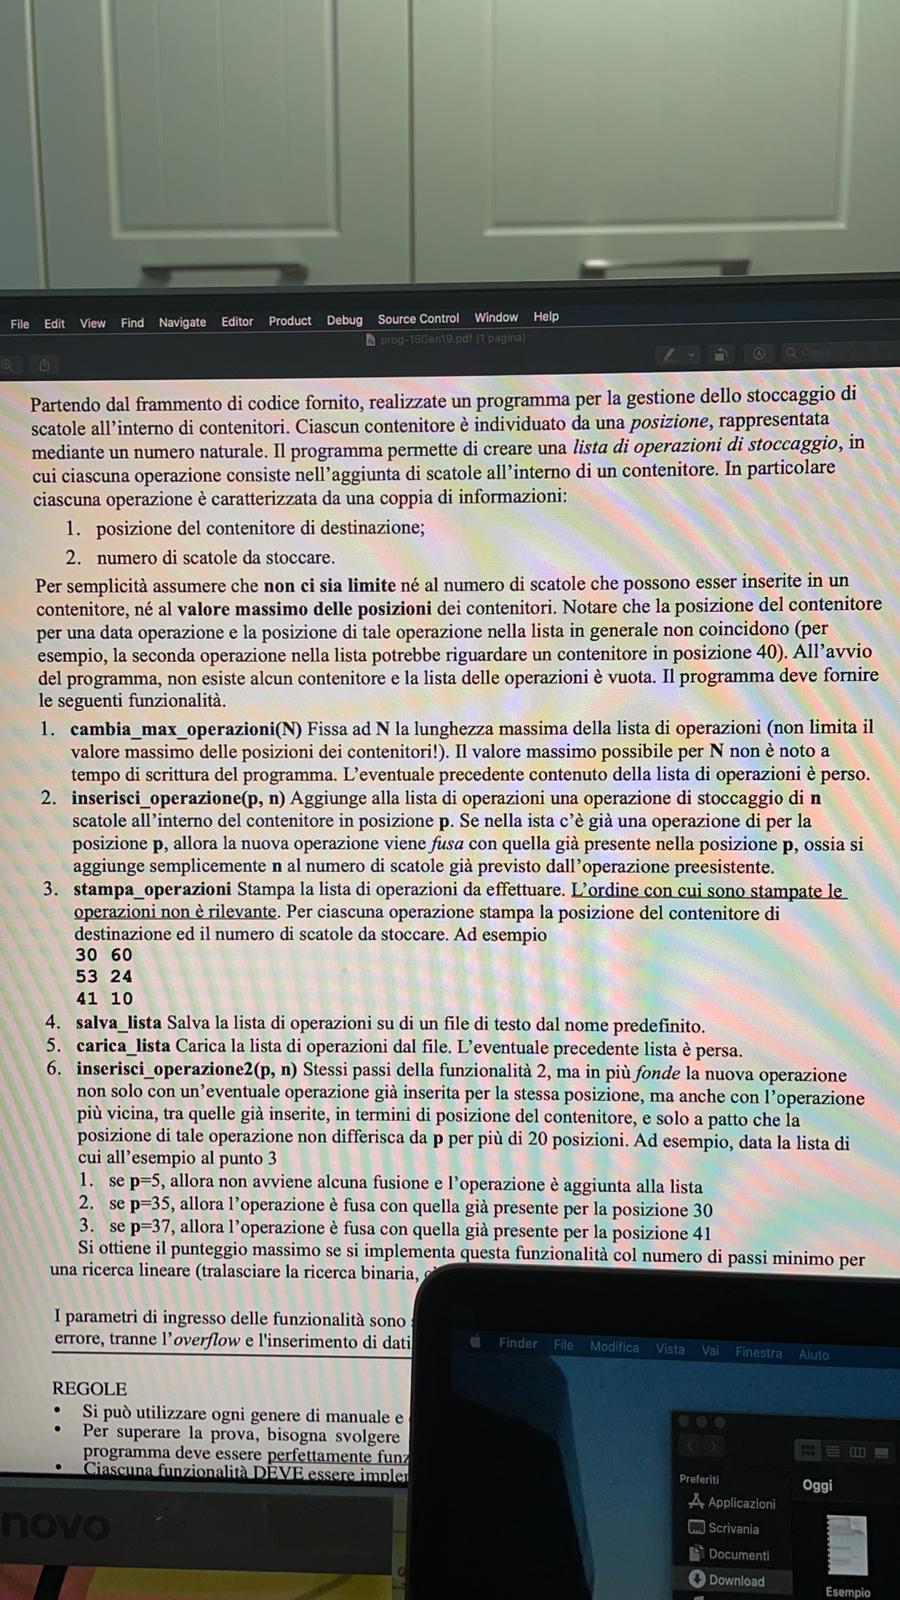 File Edit View Find Navigate Editor Product Debug Source Control Window Help
prog-15Gen19.pdf (1 pagina)
Partendo dal frammento di codice fornito, realizzate un programma per la gestione dello stoccaggio di
scatole all'interno di contenitori. Ciascun contenitore è individuato da una posizione, rappresentata
mediante un numero naturale. Il programma permette di creare una lista di operazioni di stoccaggio, in
cui ciascuna operazione consiste nell'aggiunta di scatole all'interno di un contenitore. In particolare
ciascuna operazione è caratterizzata da una coppia di informazioni:
1. posizione del contenitore di destinazione;
2. numero di scatole da stoccare.
Per semplicità assumere che non ci sia limite né al numero di scatole che possono esser inserite in un
contenitore, né al valore massimo delle posizioni dei contenitori. Notare che la posizione del contenitore
per una data operazione e la posizione di tale operazione nella lista in generale non coincidono (per
esempio, la seconda operazione nella lista potrebbe riguardare un contenitore in posizione 40). All'avvio
del programma, non esiste alcun contenitore e la lista delle operazioni è vuota. Il programma deve fornire
le seguenti funzionalità.
1. cambia_max_operazioni(N) Fissa ad N la lunghezza massima della lista di operazioni (non limita il
valore massimo delle posizioni dei contenitori!). Il valore massimo possibile per N non è noto a
tempo di scrittura del programma. L'eventuale precedente contenuto della lista di operazioni è perso.
2. inserisci_operazione(p, n) Aggiunge alla lista di operazioni una operazione di stoccaggio di n
scatole all'interno del contenitore in posizione p. Se nella ista c'è già una operazione di per la
posizione p, allora la nuova operazione viene fusa con quella già presente nella posizione p, ossia si
aggiunge semplicemente n al numero di scatole già previsto dall'operazione preesistente.
3. stampa_operazioni Stampa la lista di operazioni da effettuare. L'ordine con cui sono stampate le
operazioni non è rilevante. Per ciascuna operazione stampa la posizione del contenitore di
destinazione ed il numero di scatole da stoccare. Ad esempio
30 60
53 24
41 10
4. salva_lista Salva la lista di operazioni su di un file di testo dal nome predefinito.
5. carica_lista Carica la lista di operazioni dal file. L'eventuale precedente lista è persa.
6. inserisci_operazione2(p, n) Stessi passi della funzionalità 2, ma in più fonde la nuova operazione
non solo con un'eventuale operazione già inserita per la stessa posizione, ma anche con l'operazione
più vicina, tra quelle già inserite, in termini di posizione del contenitore, e solo a patto che la
posizione di tale operazione non differisca da p per più di 20 posizioni. Ad esempio, data la lista di
cui all'esempio al punto 3
1. se p=5, allora non avviene alcuna fusione e l'operazione è aggiunta alla lista
2. se p=35, allora l'operazione è fusa con quella già presente per la posizione 30
3. se p=37, allora l'operazione è fusa con quella già presente per la posizione 41
Si ottiene il punteggio massimo se si implementa questa funzionalità col numero di passi minimo per
una ricerca lineare (tralasciare la ricerca binaria,
I parametri di ingresso delle funzionalità sono
errore, tranne l'overflow e l'inserimento di dati
REGOLE
• Si può utilizzare ogni genere di manuale e
• Per superare la prova, bisogna svolgere
programma deve essere perfettamente funz
• Ciascuna funzionalità DEVE essere implem
novo
Finder File Modifica Vista Vai Finestra Aiuto
Preferiti
Applicazioni
Scrivania
Documenti
Download
Oggi
Esempio